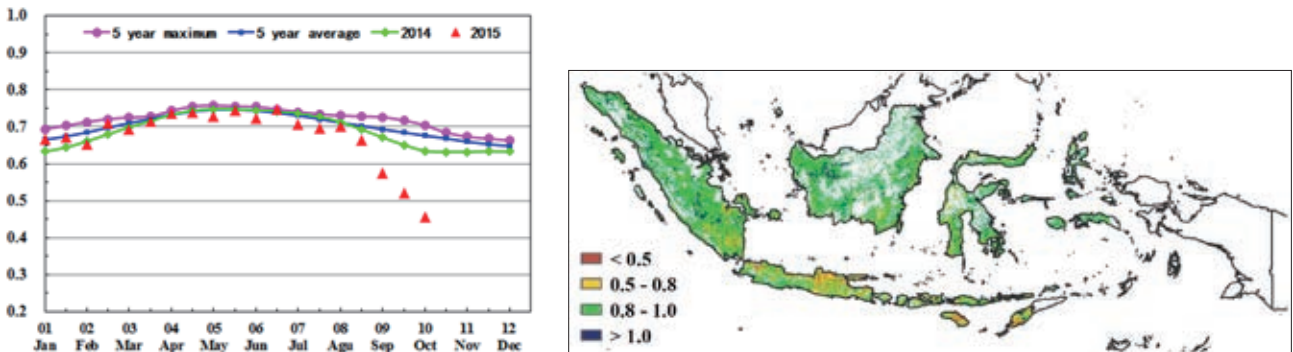 5 year maximum 5 year average 2014 2015
1.0
0.9
0.8
0.7
0.6
0.5
0.4
0.3
0.2
01 02 03 04 05 06 07 08 09 10 11 12
Jan Feb Mar Apr May Jun Jul Agu Sep Oct Nov Dec
< 0.5
0.5 - 0.8
0.8 - 1.0
> 1.0